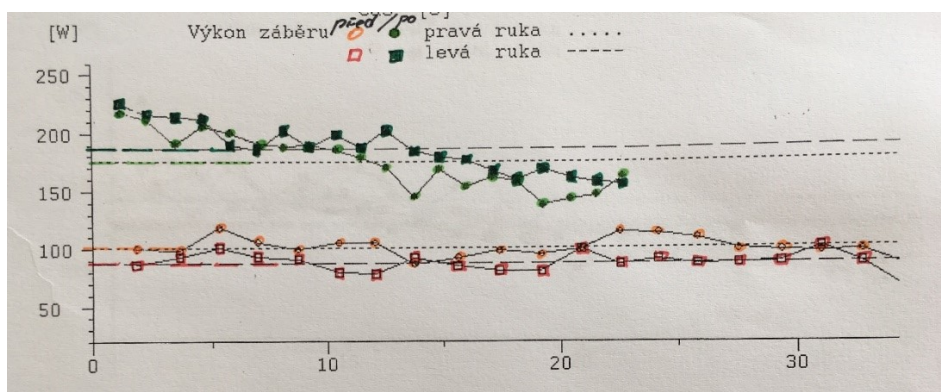 [W] Výkon záběru před/po pravá ruka .....
levá ruka -----
250
200
150
100
50
0 10 20 30